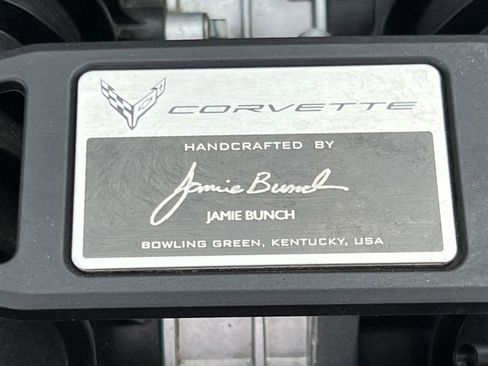 CORVETTE
HANDCRAFTED BY
Jamie Bunch
JAMIE BUNCH
BOWLING GREEN, KENTUCKY, USA